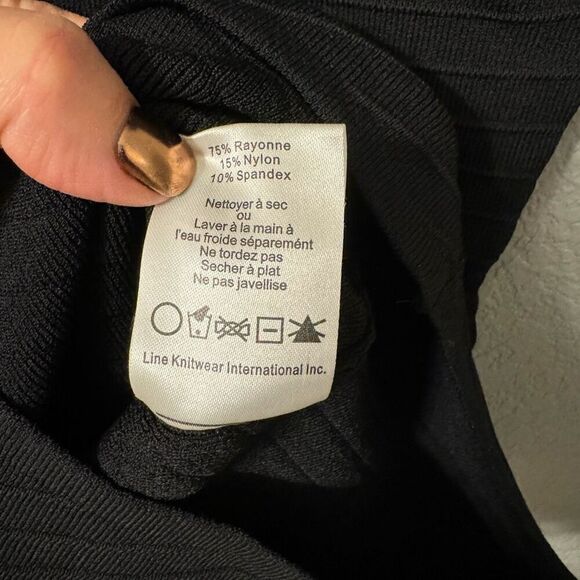 75% Rayonne
15% Nylon
10% Spandex
Nettoyer à sec
ou
Laver à la main à
l'eau froide séparément
Ne tordez pas
Secher à plat
Ne pas javellise
Line Knitwear International Inc.